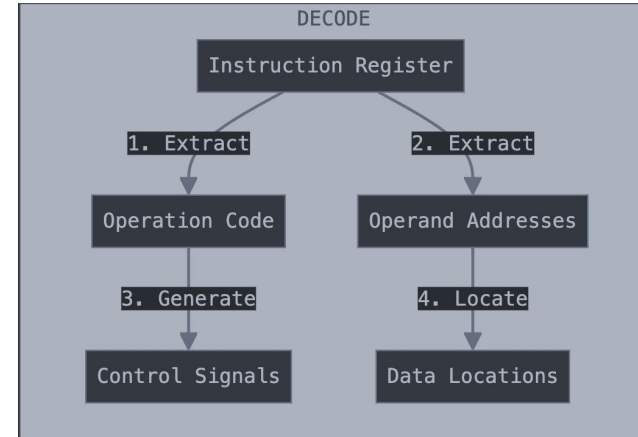 DECODE
Instruction Register
1. Extract
2. Extract
Operation Code
Operand Addresses
3. Generate
4. Locate
Control Signals
Data Locations